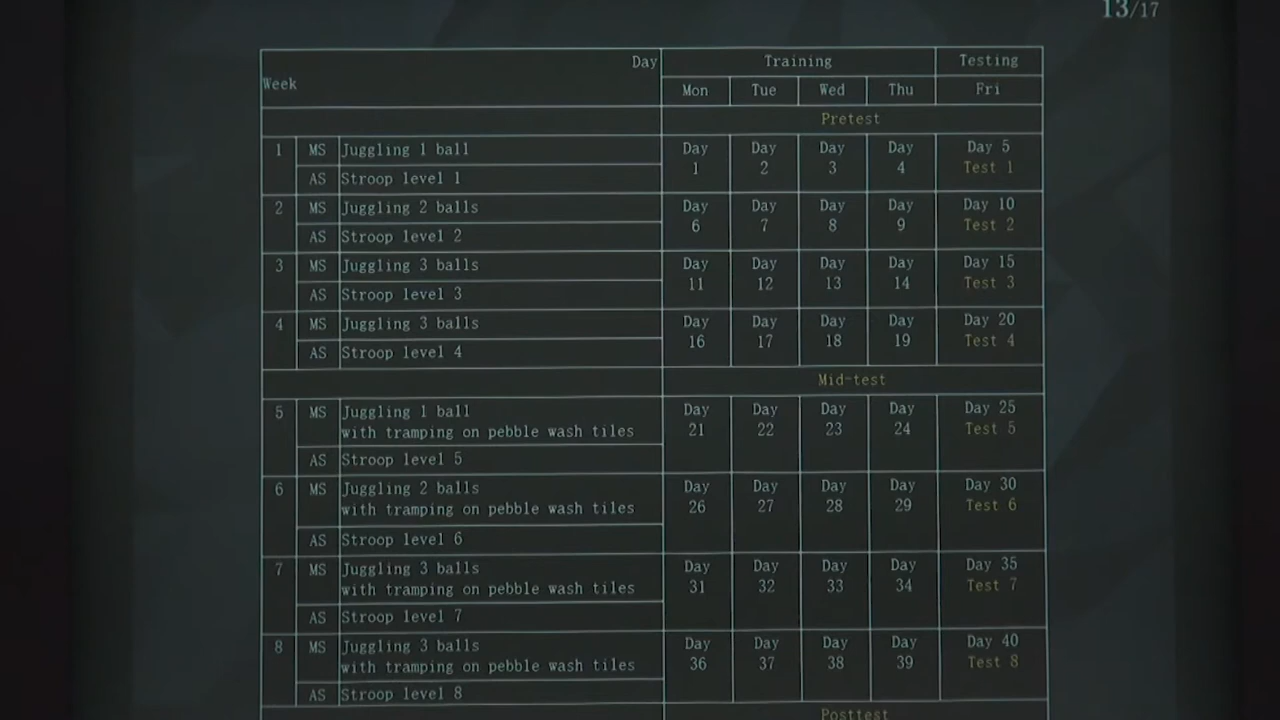 13/17
Day Training Testing
Week Mon Tue Wed Thu Fri
Pretest
1 MS Juggling 1 ball Day Day Day Day Day 5
AS Stroop level 1 1 2 3 4 Test 1
2 MS Juggling 2 balls Day Day Day Day Day 10
AS Stroop level 2 6 7 8 9 Test 2
3 MS Juggling 3 balls Day Day Day Day Day 15
AS Stroop level 3 11 12 13 14 Test 3
4 MS Juggling 3 balls Day Day Day Day Day 20
AS Stroop level 4 16 17 18 19 Test 4
Mid-test
5 MS Juggling 1 ball Day Day Day Day Day 25
with tramping on pebble wash tiles 21 22 23 24 Test 5
AS Stroop level 5
6 MS Juggling 2 balls Day Day Day Day Day 30
with tramping on pebble wash tiles 26 27 28 29 Test 6
AS Stroop level 6
7 MS Juggling 3 balls Day Day Day Day Day 35
with tramping on pebble wash tiles 31 32 33 34 Test 7
AS Stroop level 7
8 MS Juggling 3 balls Day Day Day Day Day 40
with tramping on pebble wash tiles 36 37 38 39 Test 8
AS Stroop level 8
Posttest